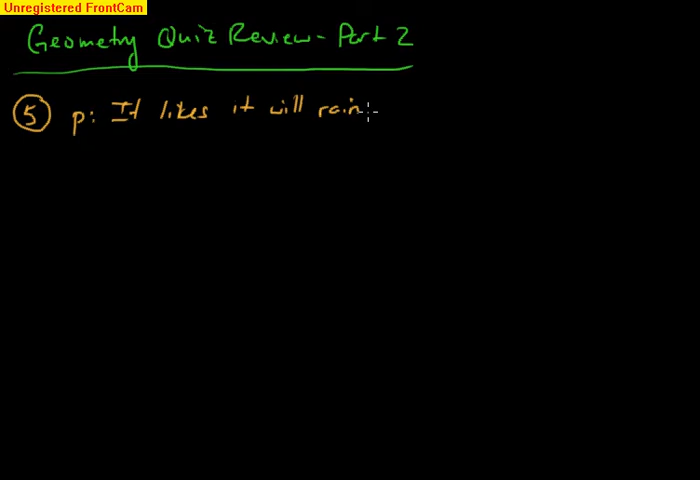 Unregistered FrontCam
Geometry Quiz Review - Part 2
5 p: It likes it will rain